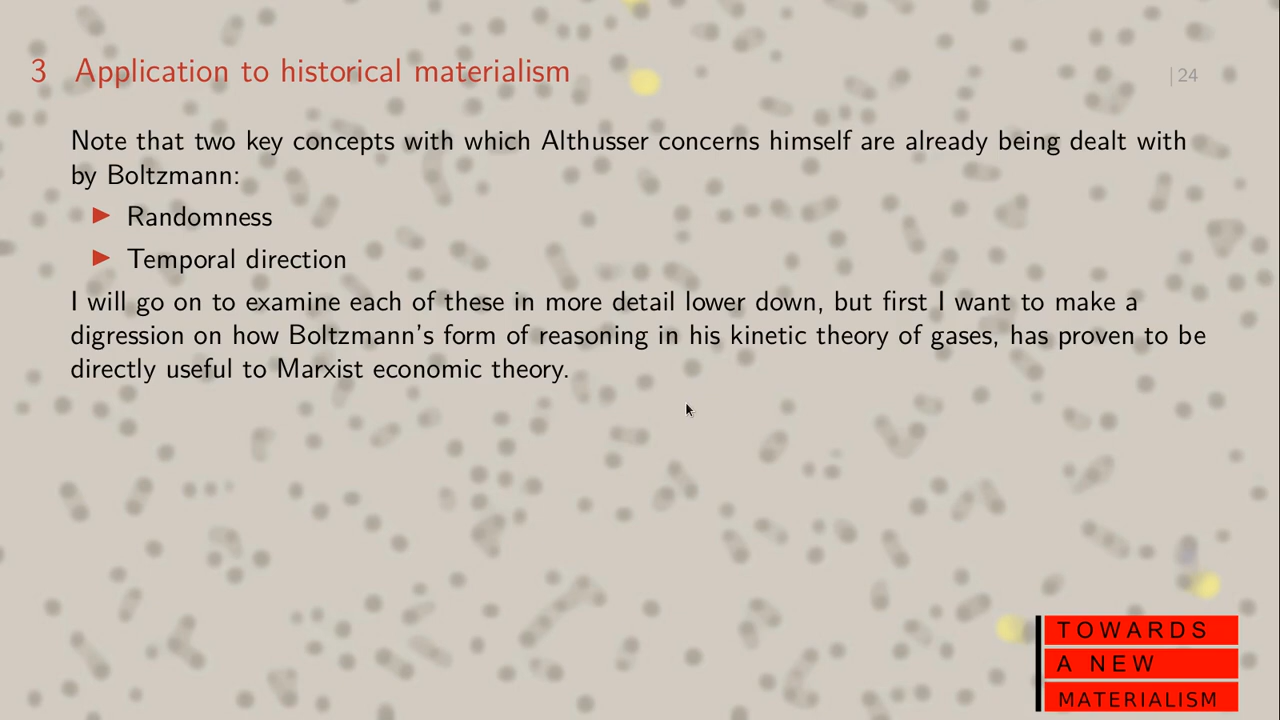 3 Application to historical materialism
| 24
Note that two key concepts with which Althusser concerns himself are already being dealt with
by Boltzmann:
▶ Randomness
▶ Temporal direction
I will go on to examine each of these in more detail lower down, but first I want to make a
digression on how Boltzmann's form of reasoning in his kinetic theory of gases, has proven to be
directly useful to Marxist economic theory.
TOWARDS
A NEW
MATERIALISM